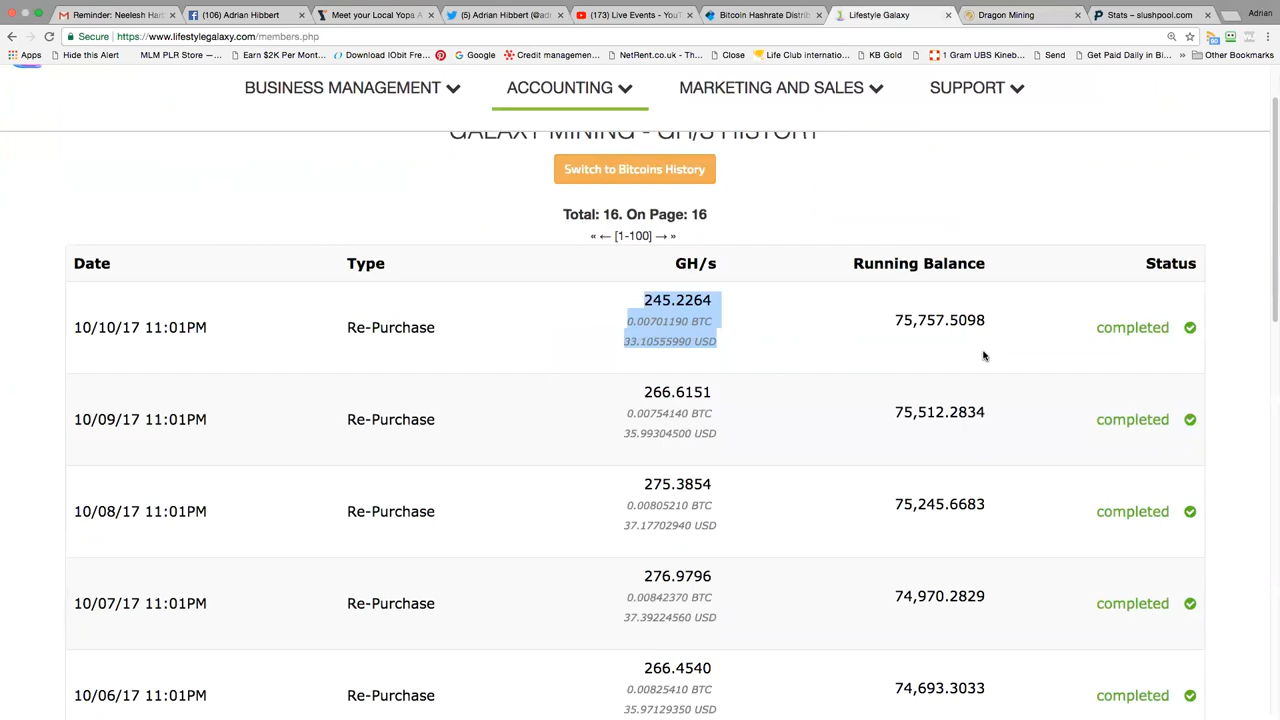 Reminder: Neelesh Har
(106) Adrian Hibbert
Meet your Local Yopa A
(5) Adrian Hibbert (@ad
(173) Live Events - YouT
Bitcoin Hashrate Distrib
Lifestyle Galaxy
Dragon Mining
Stats – slushpool.com
Adrian
Secure
https://www.lifestylegalaxy.com/members.php
Apps
Hide this Alert
MLM PLR Store —…
Earn $2K Per Mont…
Download IObit Fre…
Google
Credit managemen…
NetRent.co.uk - th…
Close
Life Club internatio…
KB Gold
1 Gram UBS Kineb…
Send
Get Paid Daily in Bi…
»
Other Bookmarks
BUSINESS MANAGEMENT
ACCOUNTING
MARKETING AND SALES
SUPPORT
GALAXY MINING - GH/S HISTORY
Switch to Bitcoins History
Total: 16. On Page: 16
« ← [1-100] → »
Date Type GH/s Running Balance Status
245.2264
10/10/17 11:01PM Re-Purchase 0.00701190 BTC 75,757.5098 completed
33.10555990 USD
266.6151
10/09/17 11:01PM Re-Purchase 0.00754140 BTC 75,512.2834 completed
35.99304500 USD
275.3854
10/08/17 11:01PM Re-Purchase 0.00805210 BTC 75,245.6683 completed
37.17702940 USD
276.9796
10/07/17 11:01PM Re-Purchase 0.00842370 BTC 74,970.2829 completed
37.39224560 USD
266.4540
10/06/17 11:01PM Re-Purchase 0.00825410 BTC 74,693.3033 completed
35.97129350 USD